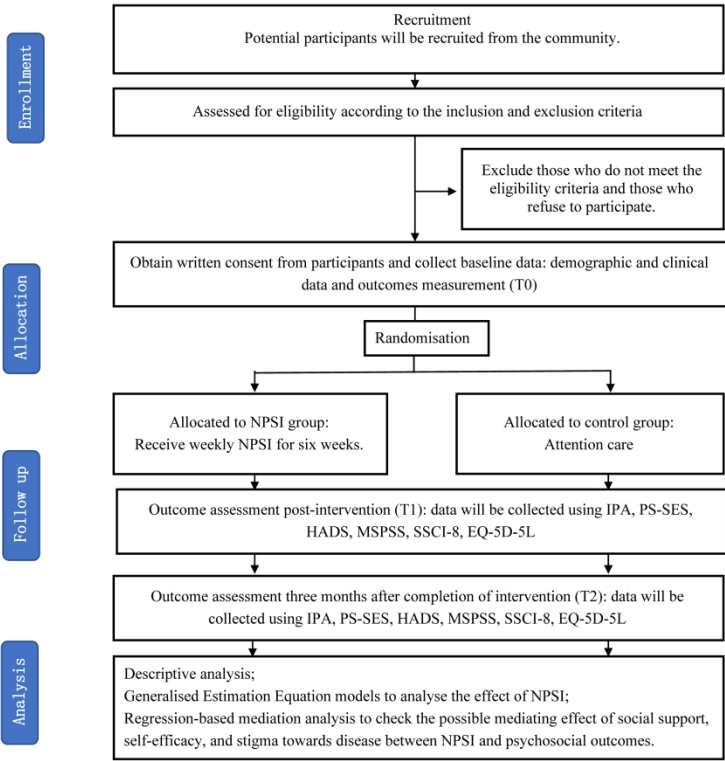 Recruitment
Potential participants will be recruited from the community.
Enrollment
Assessed for eligibility according to the inclusion and exclusion criteria
Exclude those who do not meet the
eligibility criteria and those who
refuse to participate.
Allocation
Obtain written consent from participants and collect baseline data: demographic and clinical
data and outcomes measurement (T0)
Randomisation
Allocated to NPSI group:
Receive weekly NPSI for six weeks.
Allocated to control group:
Attention care
Follow up
Outcome assessment post-intervention (T1): data will be collected using IPA, PS-SES,
HADS, MSPSS, SSCI-8, EQ-5D-5L
Outcome assessment three months after completion of intervention (T2): data will be
collected using IPA, PS-SES, HADS, MSPSS, SSCI-8, EQ-5D-5L
Analysis
Descriptive analysis;
Generalised Estimation Equation models to analyse the effect of NPSI;
Regression-based mediation analysis to check the possible mediating effect of social support,
self-efficacy, and stigma towards disease between NPSI and psychosocial outcomes.